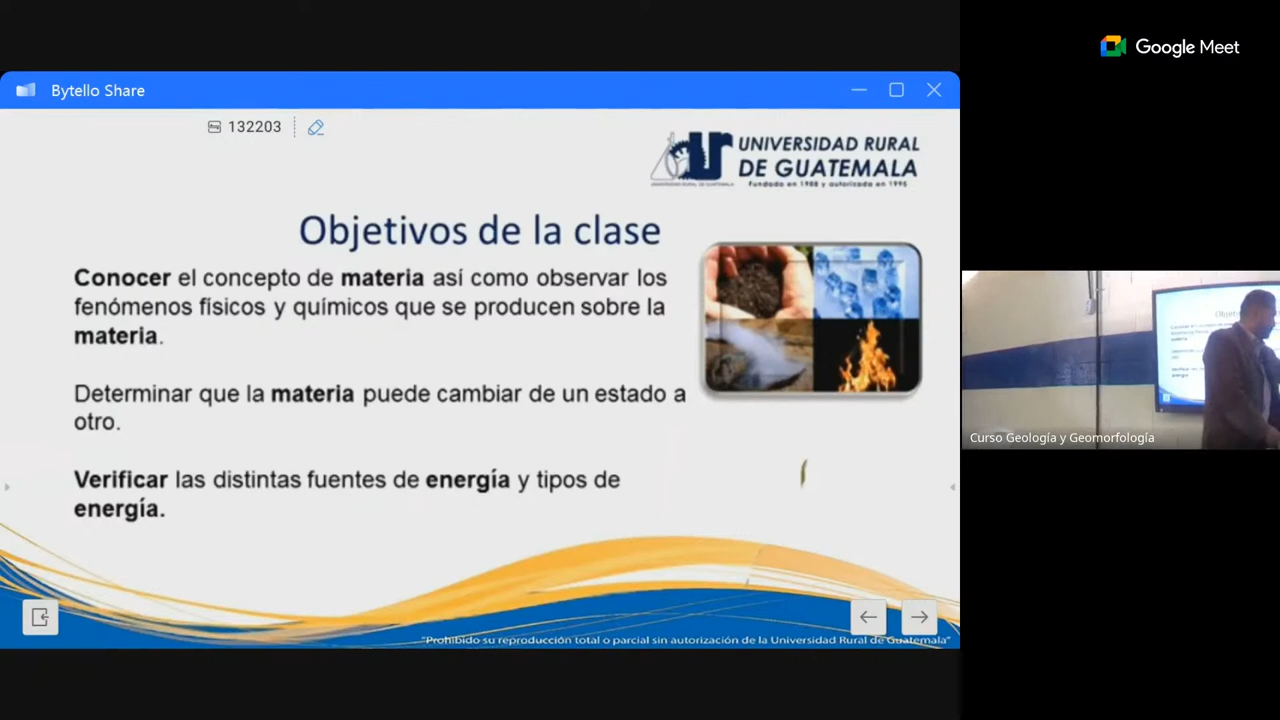 Google Meet
Bytello Share
132203
UNIVERSIDAD RURAL
DE GUATEMALA
Fundada en 1988 y autorizada en 1995
Objetivos de la clase
Conocer el concepto de materia así como observar los
fenómenos físicos y químicos que se producen sobre la
materia.
Determinar que la materia puede cambiar de un estado a
otro.
Verificar las distintas fuentes de energía y tipos de
energía.
Curso Geología y Geomorfología
"Prohibido su reproducción total o parcial sin autorización de la Universidad Rural de Guatemala"